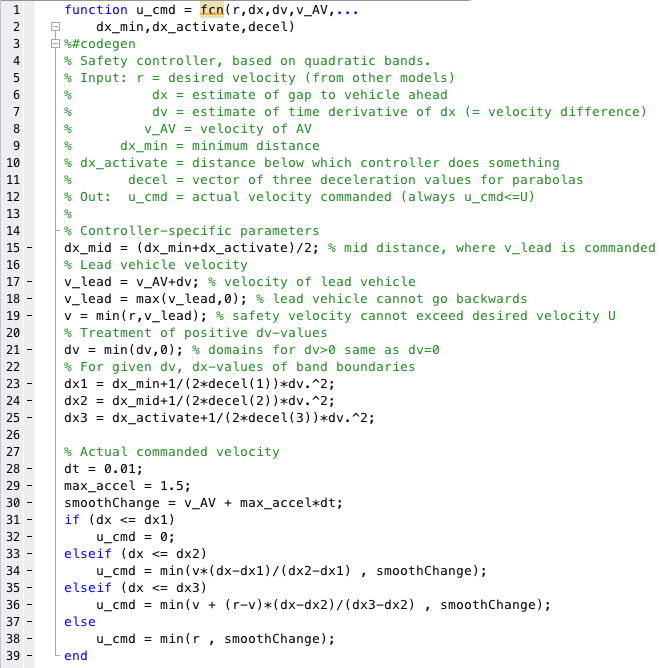 1 function u_cmd = fcn(r,dx,dv,v_AV,...
2 dx_min,dx_activate,decel)
3 %#codegen
4 % Safety controller, based on quadratic bands.
5 % Input: r = desired velocity (from other models)
6 % dx = estimate of gap to vehicle ahead
7 % dv = estimate of time derivative of dx (= velocity difference)
8 % v_AV = velocity of AV
9 % dx_min = minimum distance
10 % dx_activate = distance below which controller does something
11 % decel = vector of three deceleration values for parabolas
12 % Out: u_cmd = actual velocity commanded (always u_cmd<=U)
13 %
14 % Controller-specific parameters
15 - dx_mid = (dx_min+dx_activate)/2; % mid distance, where v_lead is commanded
16 % Lead vehicle velocity
17 - v_lead = v_AV+dv; % velocity of lead vehicle
18 - v_lead = max(v_lead,0); % lead vehicle cannot go backwards
19 - v = min(r,v_lead); % safety velocity cannot exceed desired velocity U
20 % Treatment of positive dv-values
21 - dv = min(dv,0); % domains for dv>0 same as dv=0
22 % For given dv, dx-values of band boundaries
23 - dx1 = dx_min+1/(2*decel(1))*dv.^2;
24 - dx2 = dx_mid+1/(2*decel(2))*dv.^2;
25 - dx3 = dx_activate+1/(2*decel(3))*dv.^2;
26
27 % Actual commanded velocity
28 - dt = 0.01;
29 - max_accel = 1.5;
30 - smoothChange = v_AV + max_accel*dt;
31 - if (dx <= dx1)
32 - u_cmd = 0;
33 - elseif (dx <= dx2)
34 - u_cmd = min(v*(dx-dx1)/(dx2-dx1) , smoothChange);
35 - elseif (dx <= dx3)
36 - u_cmd = min(v + (r-v)*(dx-dx2)/(dx3-dx2) , smoothChange);
37 - else
38 - u_cmd = min(r , smoothChange);
39 - end